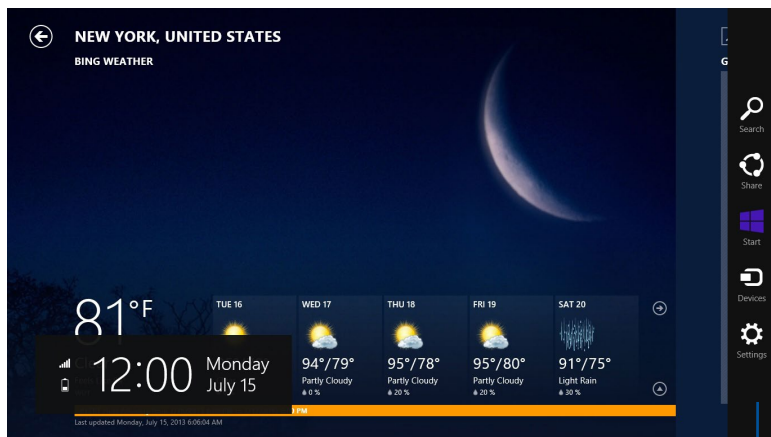 NEW YORK, UNITED STATES
BING WEATHER
G
Search
Share
Start
Devices
Settings
81°F
TUE 16
WED 17
94°/79°
Partly Cloudy
0 %
THU 18
95°/78°
Partly Cloudy
20 %
FRI 19
95°/80°
Partly Cloudy
20 %
SAT 20
91°/75°
Light Rain
30 %
12:00
Monday
July 15
PM
Last updated Monday, July 15, 2013 6:06:04 AM